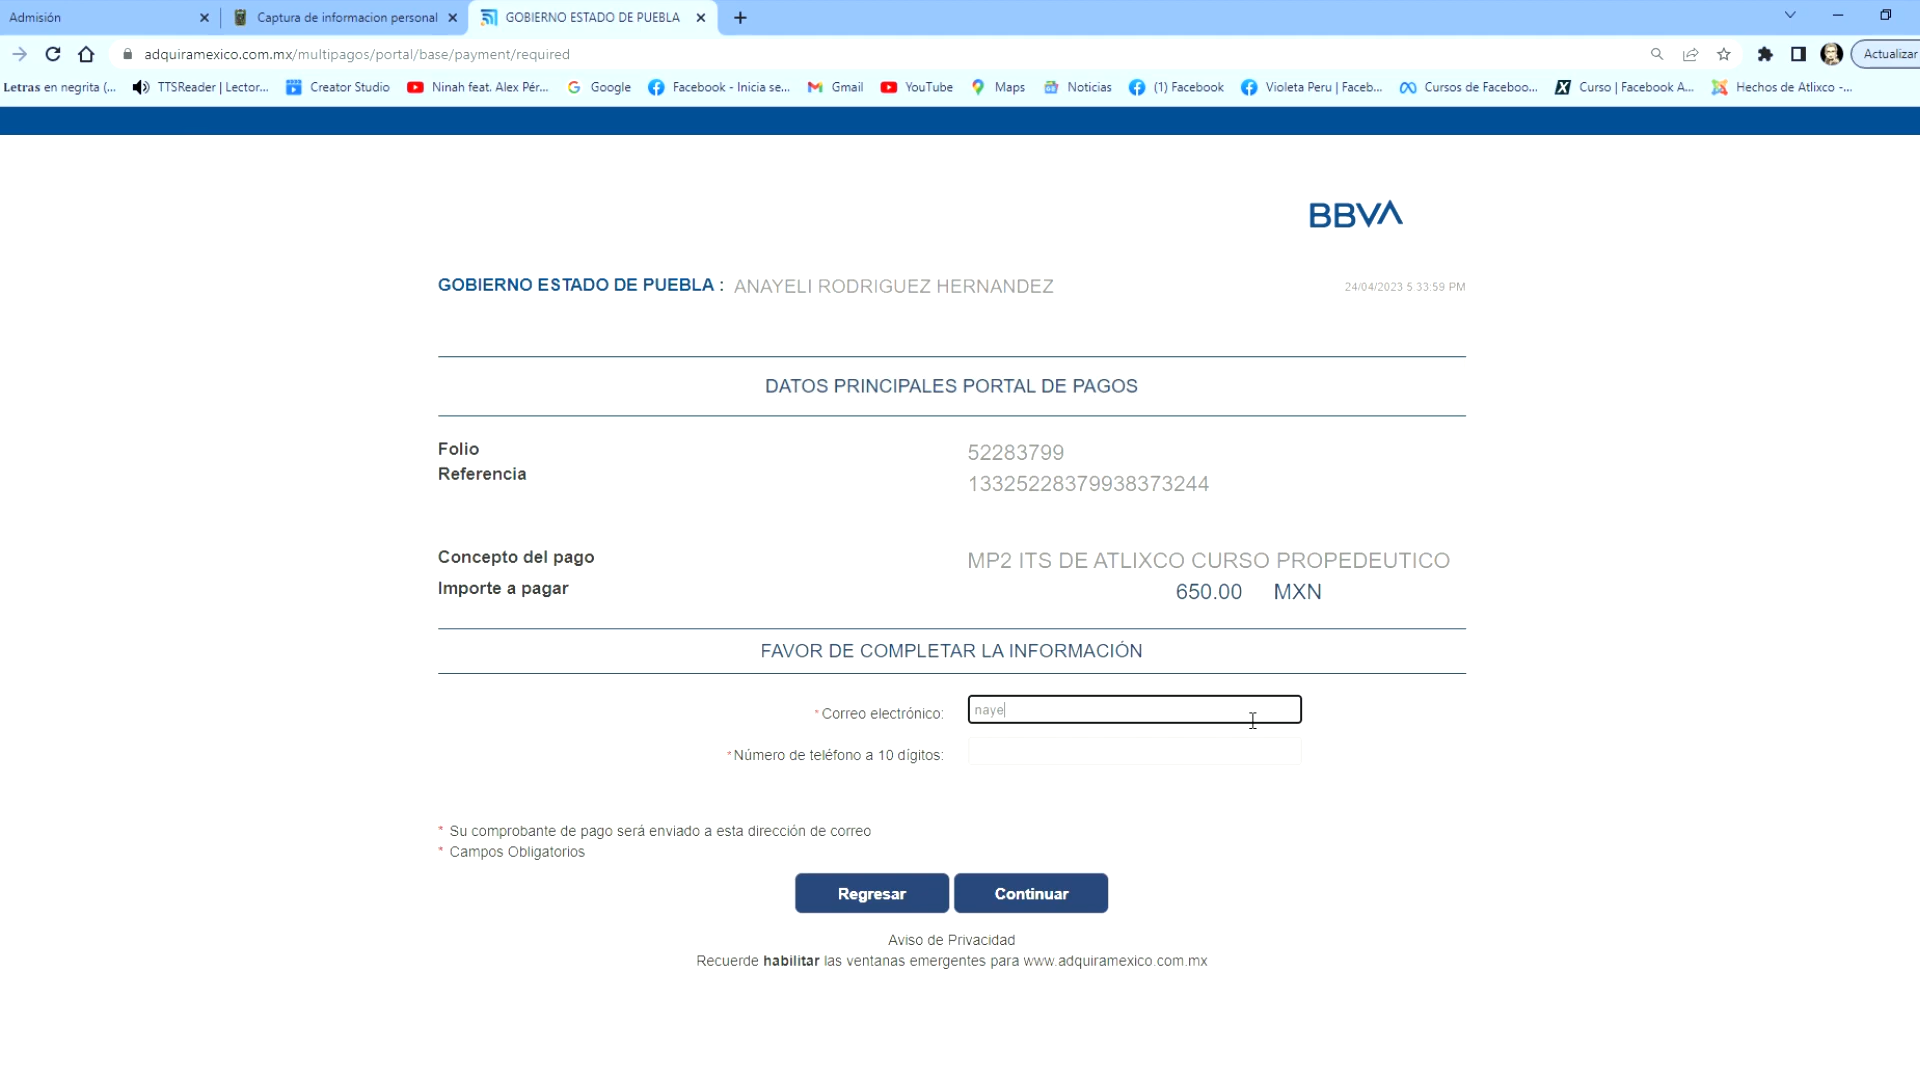 Admisión
Captura de informacion personal
GOBIERNO ESTADO DE PUEBLA
adquiramexico.com.mx/multipagos/portal/base/payment/required
Actualizar
Letras en negrita (...
TTSReader | Lector...
Creator Studio
Ninah feat. Alex Pér...
Google
Facebook - Inicia se...
Gmail
YouTube
Maps
Noticias
(1) Facebook
Violeta Peru | Faceb...
Cursos de Faceboo...
Curso | Facebook A...
Hechos de Atlixco -...
BBVA
GOBIERNO ESTADO DE PUEBLA : ANAYELI RODRIGUEZ HERNANDEZ
24/04/2023 5.33:59 PM
DATOS PRINCIPALES PORTAL DE PAGOS
Folio 52283799
Referencia 13325228379938373244
Concepto del pago MP2 ITS DE ATLIXCO CURSO PROPEDEUTICO
Importe a pagar 650.00 MXN
FAVOR DE COMPLETAR LA INFORMACIÓN
*Correo electrónico: naye
*Número de teléfono a 10 dígitos:
* Su comprobante de pago será enviado a esta dirección de correo
* Campos Obligatorios
Regresar Continuar
Aviso de Privacidad
Recuerde habilitar las ventanas emergentes para www.adquiramexico.com.mx